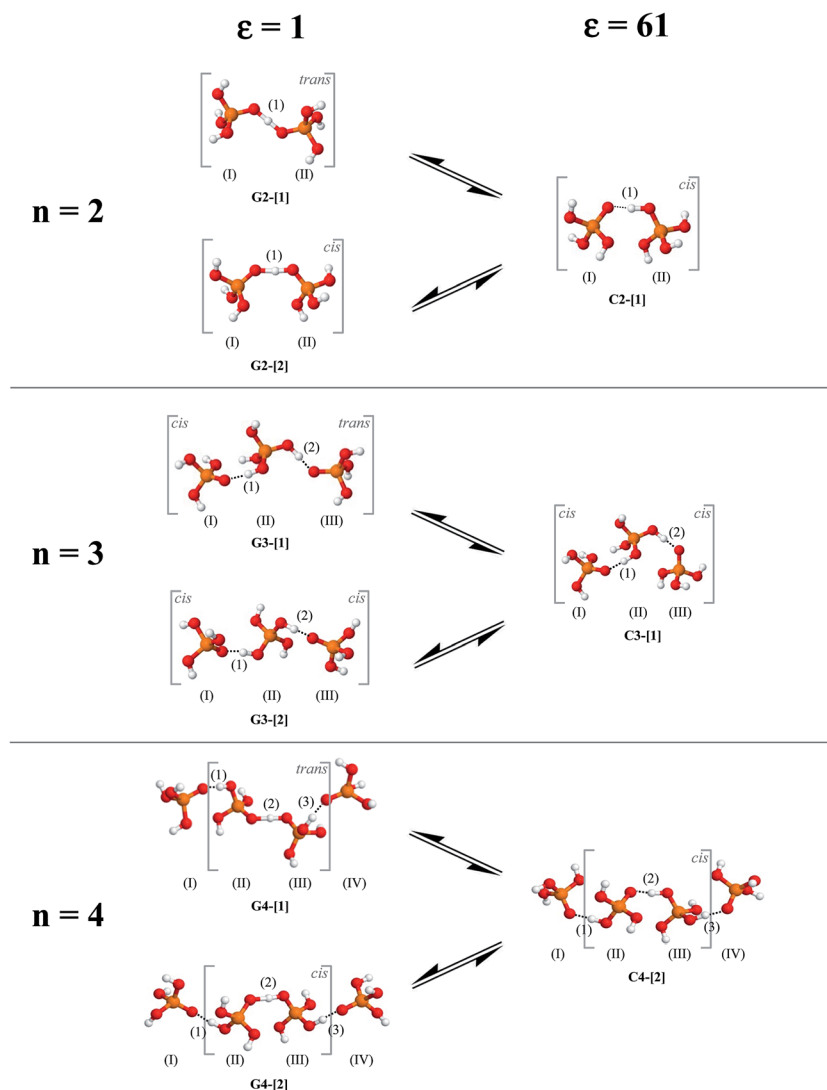 ε = 1
ε = 61
n = 2
trans
(1)
(I)
(II)
G2-[1]
cis
(1)
(I)
(II)
G2-[2]
cis
(1)
(I)
(II)
C2-[1]
n = 3
cis
trans
(2)
(1)
(I)
(II)
(III)
G3-[1]
cis
cis
(2)
(1)
(I)
(II)
(III)
G3-[2]
cis
cis
(2)
(1)
(I)
(II)
(III)
C3-[1]
n = 4
trans
(1)
(2)
(3)
(I)
(II)
(III)
(IV)
G4-[1]
cis
(2)
(1)
(3)
(I)
(II)
(III)
(IV)
G4-[2]
cis
(2)
(1)
(3)
(I)
(II)
(III)
(IV)
C4-[2]